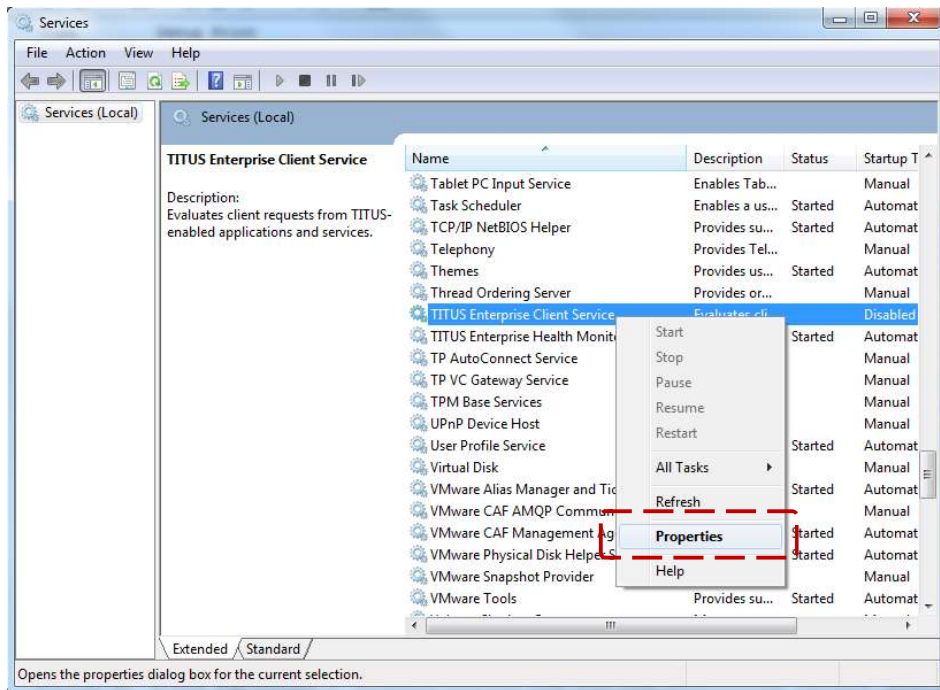 Services
File Action View Help
Services (Local)
Services (Local)
TITUS Enterprise Client Service
Description:
Evaluates client requests from TITUS-
enabled applications and services.
Name Description Status Startup T
Tablet PC Input Service Enables Tab... Manual
Task Scheduler Enables a us... Started Automat
TCP/IP NetBIOS Helper Provides su... Started Automat
Telephony Provides Tel... Manual
Themes Provides us... Started Automat
Thread Ordering Server Provides or... Manual
TITUS Enterprise Client Service Evaluates cli... Disabled
TITUS Enterprise Health Monito Started Automat
TP AutoConnect Service Manual
TP VC Gateway Service Manual
TPM Base Services Manual
UPnP Device Host Manual
User Profile Service Started Automat
Virtual Disk Manual
VMware Alias Manager and Tic Started Automat
VMware CAF AMQP Commun Manual
VMware CAF Management Ag Started Automat
VMware Physical Disk Helper S Started Automat
VMware Snapshot Provider Manual
VMware Tools Provides su... Started Automat
Start
Stop
Pause
Resume
Restart
All Tasks
Refresh
Properties
Help
Extended Standard
Opens the properties dialog box for the current selection.